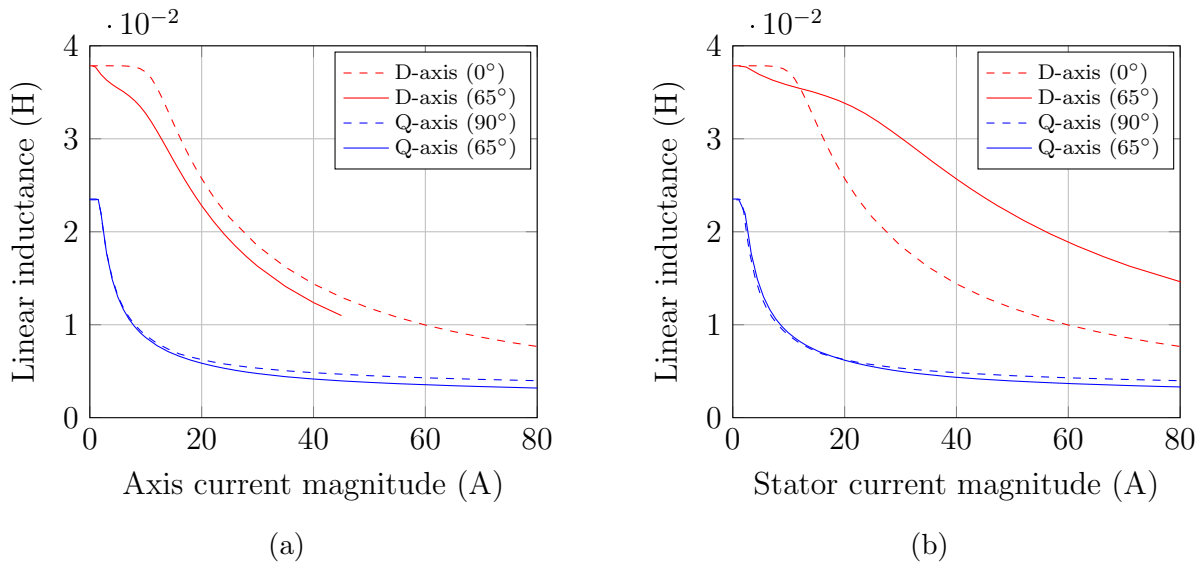 · 10⁻²
4
3
2
1
0
0 20 40 60 80
Linear inductance (H)
Axis current magnitude (A)
D-axis (0°)
D-axis (65°)
Q-axis (90°)
Q-axis (65°)
(a)
· 10⁻²
4
3
2
1
0
0 20 40 60 80
Linear inductance (H)
Stator current magnitude (A)
D-axis (0°)
D-axis (65°)
Q-axis (90°)
Q-axis (65°)
(b)